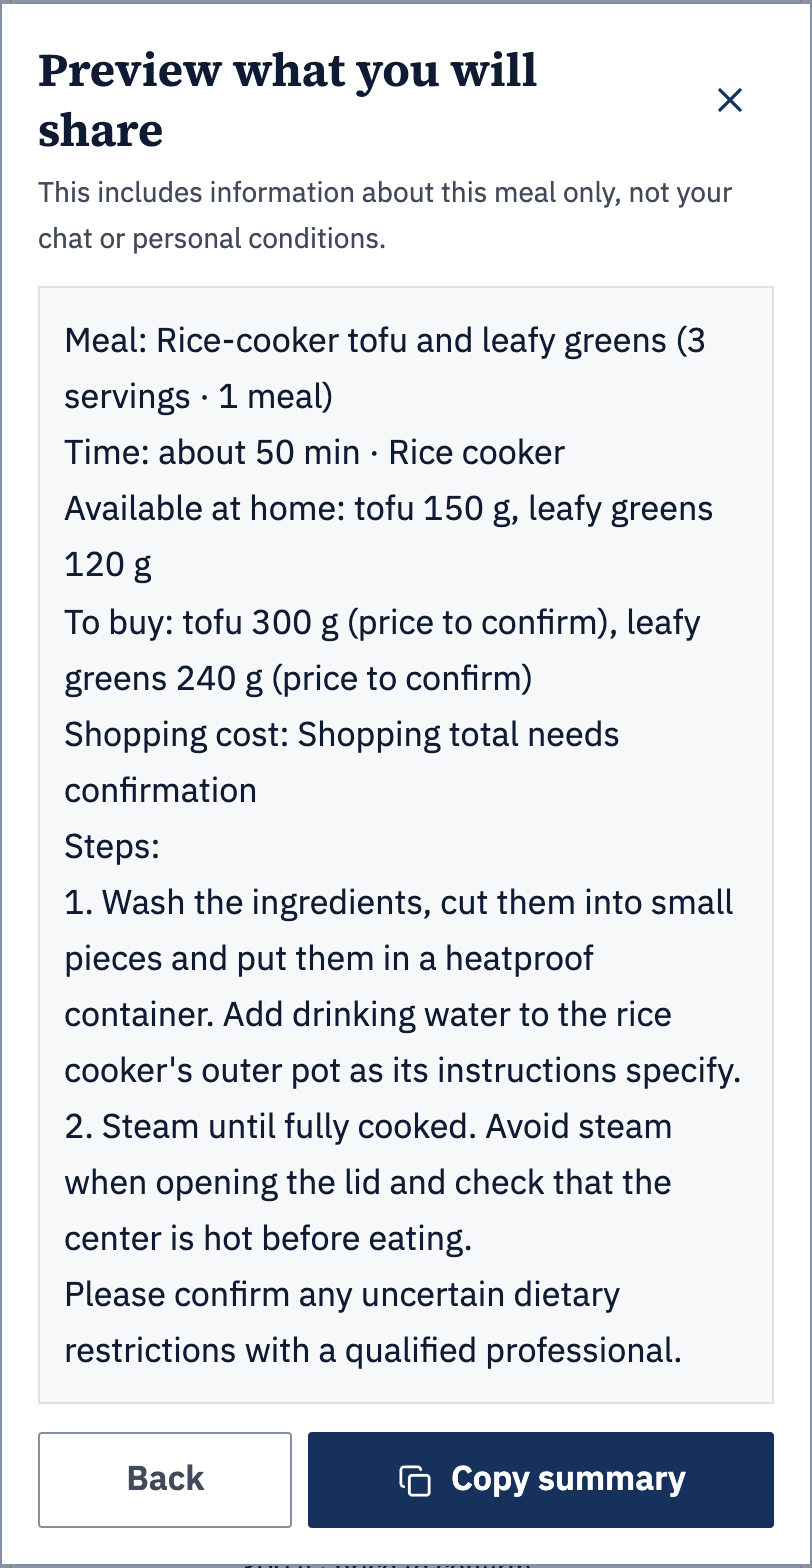 Preview what you will
share
This includes information about this meal only, not your
chat or personal conditions.
Meal: Rice-cooker tofu and leafy greens (3
servings · 1 meal)
Time: about 50 min · Rice cooker
Available at home: tofu 150 g, leafy greens
120 g
To buy: tofu 300 g (price to confirm), leafy
greens 240 g (price to confirm)
Shopping cost: Shopping total needs
confirmation
Steps:
1. Wash the ingredients, cut them into small
pieces and put them in a heatproof
container. Add drinking water to the rice
cooker's outer pot as its instructions specify.
2. Steam until fully cooked. Avoid steam
when opening the lid and check that the
center is hot before eating.
Please confirm any uncertain dietary
restrictions with a qualified professional.
Back
Copy summary